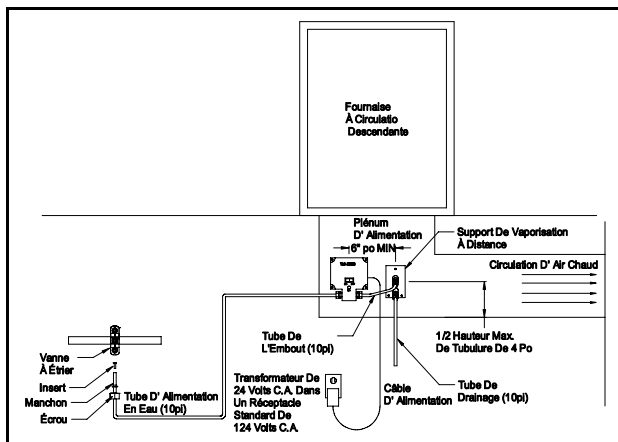 Fournaise
À Circulatio
Descendante
Plénum
D' Alimentation
6" po MIN
Support De Vaporisation
À Distance
Circulation D' Air Chaud
Tube De
L'Embout (10pi)
1/2 Hauteur Max.
De Tubulure De 4 Po
Vanne
À Étrier
Insert
Manchon
Écrou
Tube D' Alimentation
En Eau (10pi)
Transformateur De
24 Volts C.A. Dans
Un Réceptacle
Standard De
124 Volts C.A.
Câble
D' Alimentation
Tube De
Drainage (10pi)